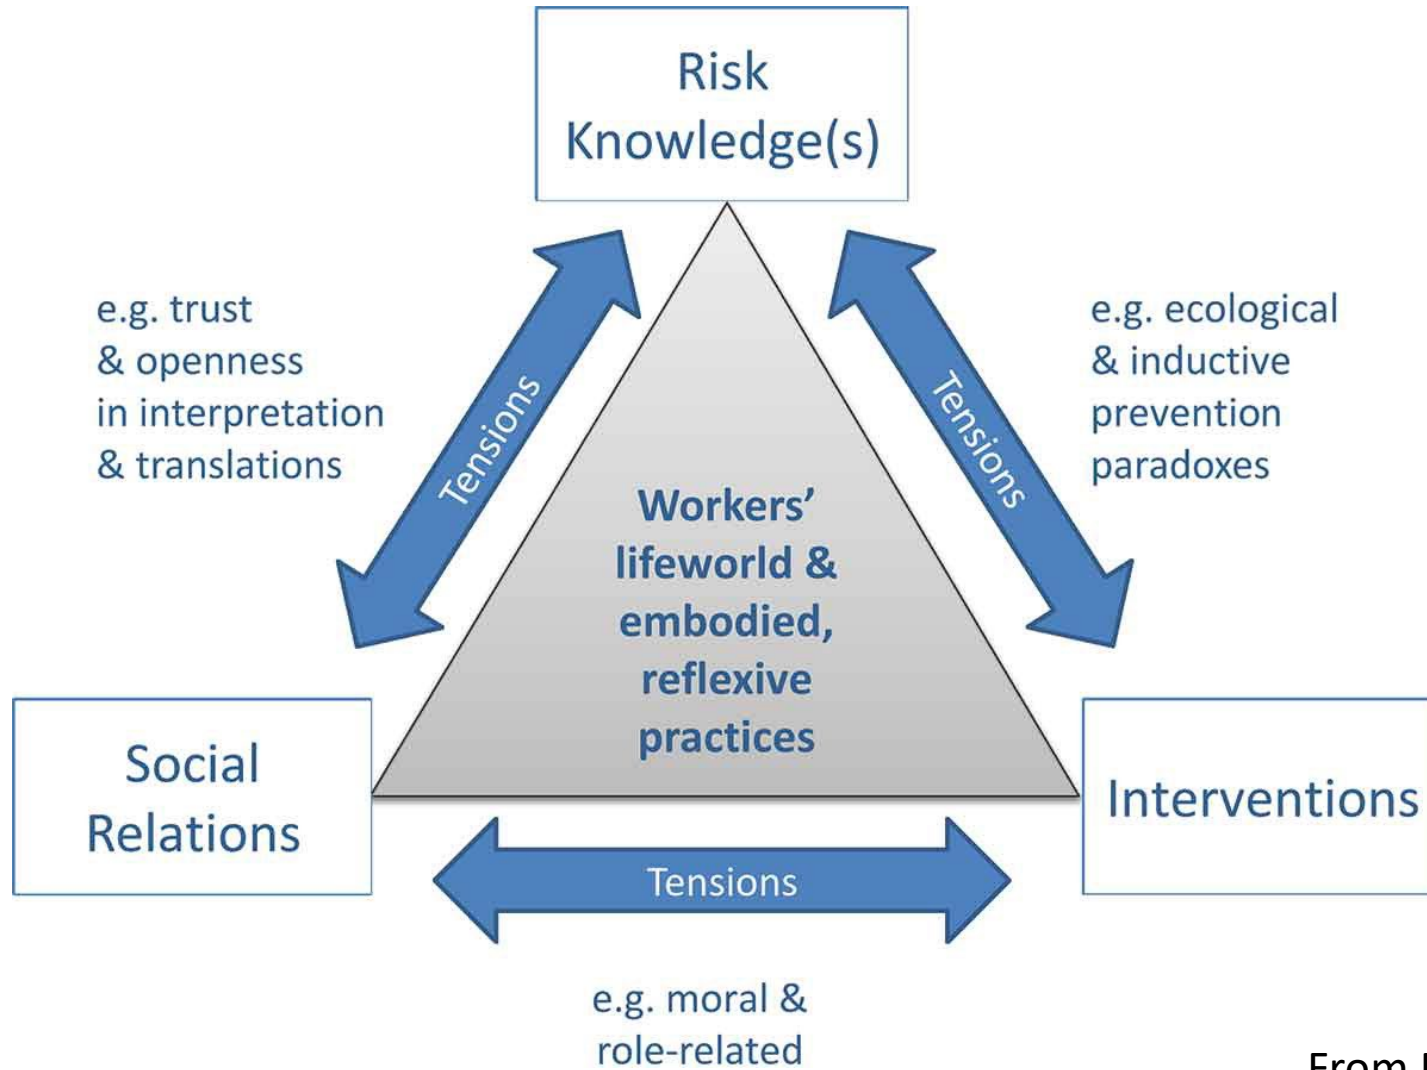 Risk
Knowledge(s)
e.g. trust
& openness
in interpretation
& translations
Tensions
Tensions
e.g. ecological
& inductive
prevention
paradoxes
Workers’
lifeworld &
embodied,
reflexive
practices
Social
Relations
Interventions
Tensions
e.g. moral &
role-related
From